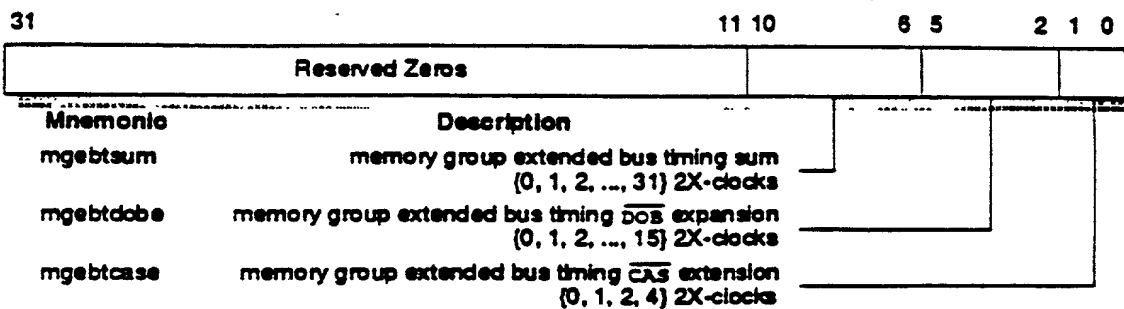 31 11 10 6 5 2 1 0
Reserved Zeros
Mnemonic Description
mgebtsum memory group extended bus timing sum
{0, 1, 2, ..., 31} 2X-clocks
mgebtdobe memory group extended bus timing DOB expansion
{0, 1, 2, ..., 15} 2X-clocks
mgebtcase memory group extended bus timing CAS extension
{0, 1, 2, 4} 2X-clocks